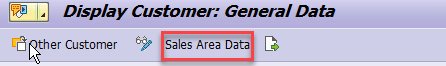 Display Customer: General Data
Other Customer Sales Area Data